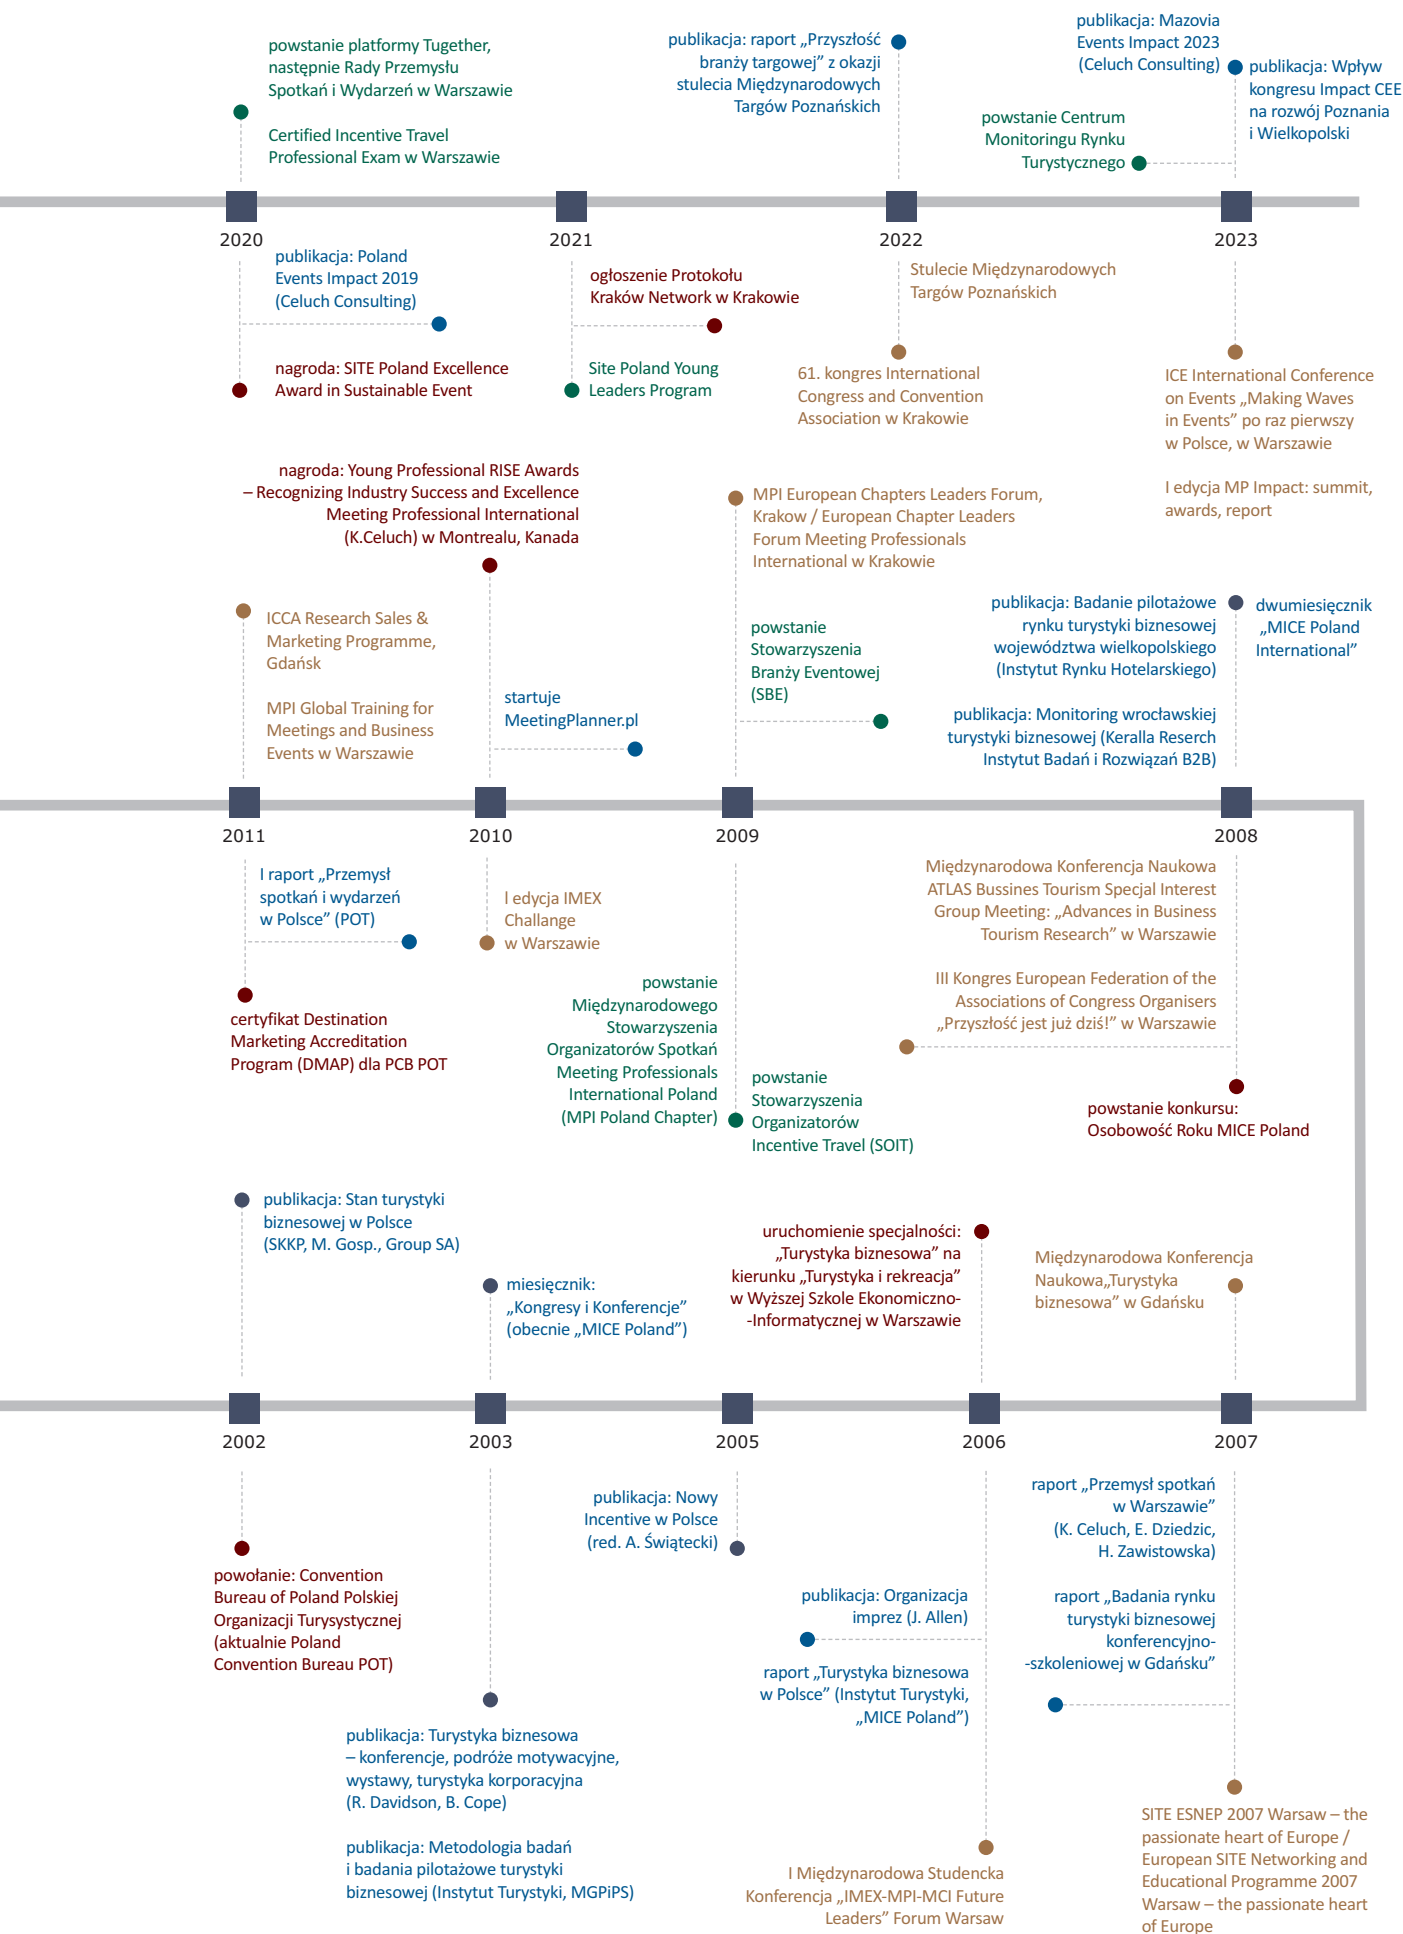 powstanie platformy Tugether,
następnie Rady Przemysłu
Spotkań i Wydarzeń w Warszawie
Certified Incentive Travel
Professional Exam w Warszawie
publikacja: raport „Przyszłość
branży targowej” z okazji
stulecia Międzynarodowych
Targów Poznańskich
publikacja: Mazovia
Events Impact 2023
(Celuch Consulting)
publikacja: Wpływ
kongresu Impact CEE
na rozwój Poznania
i Wielkopolski
powstanie Centrum
Monitoringu Rynku
Turystycznego
2020
2021
2022
2023
publikacja: Poland
Events Impact 2019
(Celuch Consulting)
nagroda: SITE Poland Excellence
Award in Sustainable Event
ogłoszenie Protokołu
Kraków Network w Krakowie
Site Poland Young
Leaders Program
Stulecie Międzynarodowych
Targów Poznańskich
61. kongres International
Congress and Convention
Association w Krakowie
ICE International Conference
on Events „Making Waves
in Events” po raz pierwszy
w Polsce, w Warszawie
I edycja MP Impact: summit,
awards, report
ICCA Research Sales &
Marketing Programme,
Gdańsk
MPI Global Training for
Meetings and Business
Events w Warszawie
nagroda: Young Professional RISE Awards
– Recognizing Industry Success and Excellence
Meeting Professional International
(K.Celuch) w Montrealu, Kanada
startuje
MeetingPlanner.pl
MPI European Chapters Leaders Forum,
Krakow / European Chapter Leaders
Forum Meeting Professionals
International w Krakowie
powstanie
Stowarzyszenia
Branży Eventowej
(SBE)
publikacja: Badanie pilotażowe
rynku turystyki biznesowej
województwa wielkopolskiego
(Instytut Rynku Hotelarskiego)
publikacja: Monitoring wrocławskiej
turystyki biznesowej (Keralla Reserch
Instytut Badań i Rozwiązań B2B)
dwumiesięcznik
„MICE Poland
International”
2011
2010
2009
2008
I raport „Przemysł
spotkań i wydarzeń
w Polsce” (POT)
certyfikat Destination
Marketing Accreditation
Program (DMAP) dla PCB POT
I edycja IMEX
Challange
w Warszawie
powstanie
Międzynarodowego
Stowarzyszenia
Organizatorów Spotkań
Meeting Professionals
International Poland
(MPI Poland Chapter)
powstanie
Stowarzyszenia
Organizatorów
Incentive Travel (SOIT)
Międzynarodowa Konferencja Naukowa
ATLAS Bussines Tourism Specjal Interest
Group Meeting: „Advances in Business
Tourism Research” w Warszawie
III Kongres European Federation of the
Associations of Congress Organisers
„Przyszłość jest już dziś!” w Warszawie
powstanie konkursu:
Osobowość Roku MICE Poland
publikacja: Stan turystyki
biznesowej w Polsce
(SKKP, M. Gosp., Group SA)
miesięcznik:
„Kongresy i Konferencje”
(obecnie „MICE Poland”)
uruchomienie specjalności:
„Turystyka biznesowa” na
kierunku „Turystyka i rekreacja”
w Wyższej Szkole Ekonomiczno-
-Informatycznej w Warszawie
Międzynarodowa Konferencja
Naukowa„Turystyka
biznesowa” w Gdańsku
2002
2003
2005
2006
2007
powołanie: Convention
Bureau of Poland Polskiej
Organizacji Turysystycznej
(aktualnie Poland
Convention Bureau POT)
publikacja: Turystyka biznesowa
– konferencje, podróże motywacyjne,
wystawy, turystyka korporacyjna
(R. Davidson, B. Cope)
publikacja: Metodologia badań
i badania pilotażowe turystyki
biznesowej (Instytut Turystyki, MGPiPS)
publikacja: Nowy
Incentive w Polsce
(red. A. Świątecki)
publikacja: Organizacja
imprez (J. Allen)
raport „Turystyka biznesowa
w Polsce” (Instytut Turystyki,
„MICE Poland”)
I Międzynarodowa Studencka
Konferencja „IMEX-MPI-MCI Future
Leaders” Forum Warsaw
raport „Przemysł spotkań
w Warszawie”
(K. Celuch, E. Dziedzic,
H. Zawistowska)
raport „Badania rynku
turystyki biznesowej
konferencyjno-
-szkoleniowej w Gdańsku”
SITE ESNEP 2007 Warsaw – the
passionate heart of Europe /
European SITE Networking and
Educational Programme 2007
Warsaw – the passionate heart
of Europe